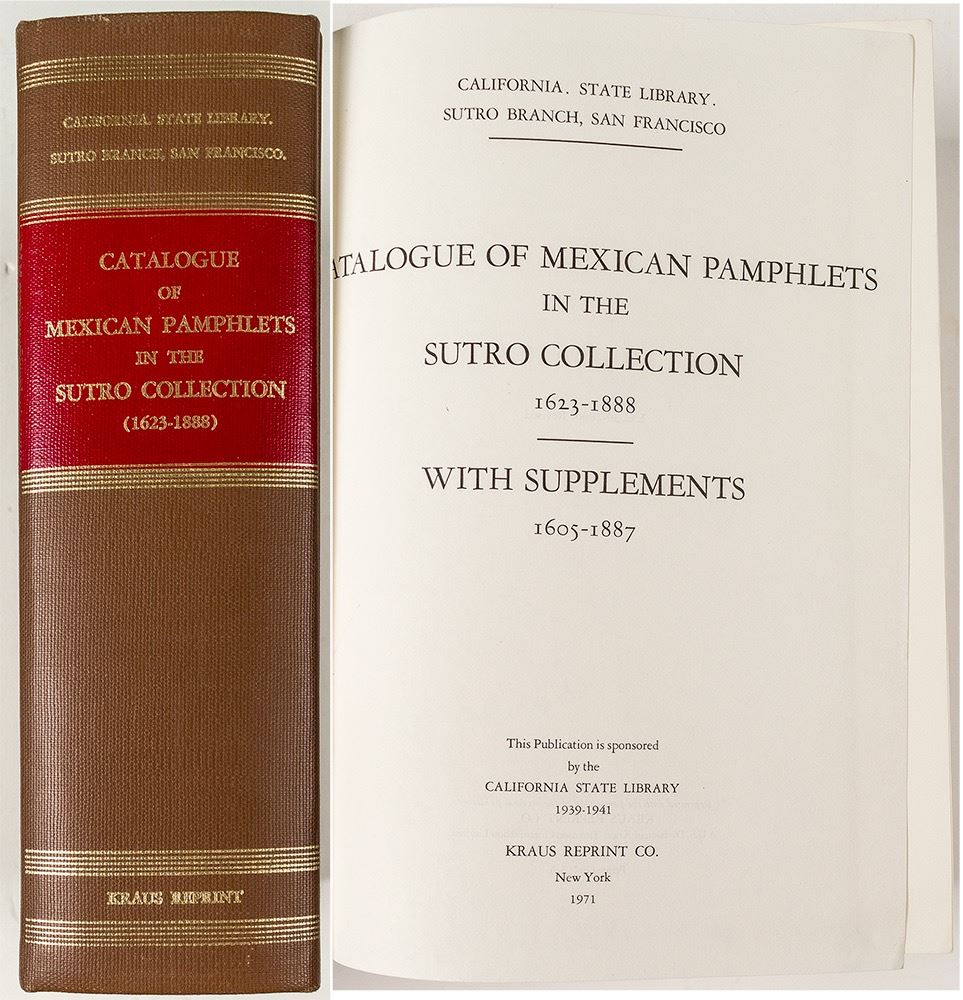 CALIFORNIA. STATE LIBRARY.
SUTRO BRANCH, SAN FRANCISCO.
CATALOGUE
OF
MEXICAN PAMPHLETS
IN THE
SUTRO COLLECTION
(1623-1888)
KRAUS REPRINT
CALIFORNIA. STATE LIBRARY.
SUTRO BRANCH, SAN FRANCISCO
ATALOGUE OF MEXICAN PAMPHLETS
IN THE
SUTRO COLLECTION
1623-1888
WITH SUPPLEMENTS
1605-1887
This Publication is sponsored
by the
CALIFORNIA STATE LIBRARY
1939-1941
KRAUS REPRINT CO.
New York
1971